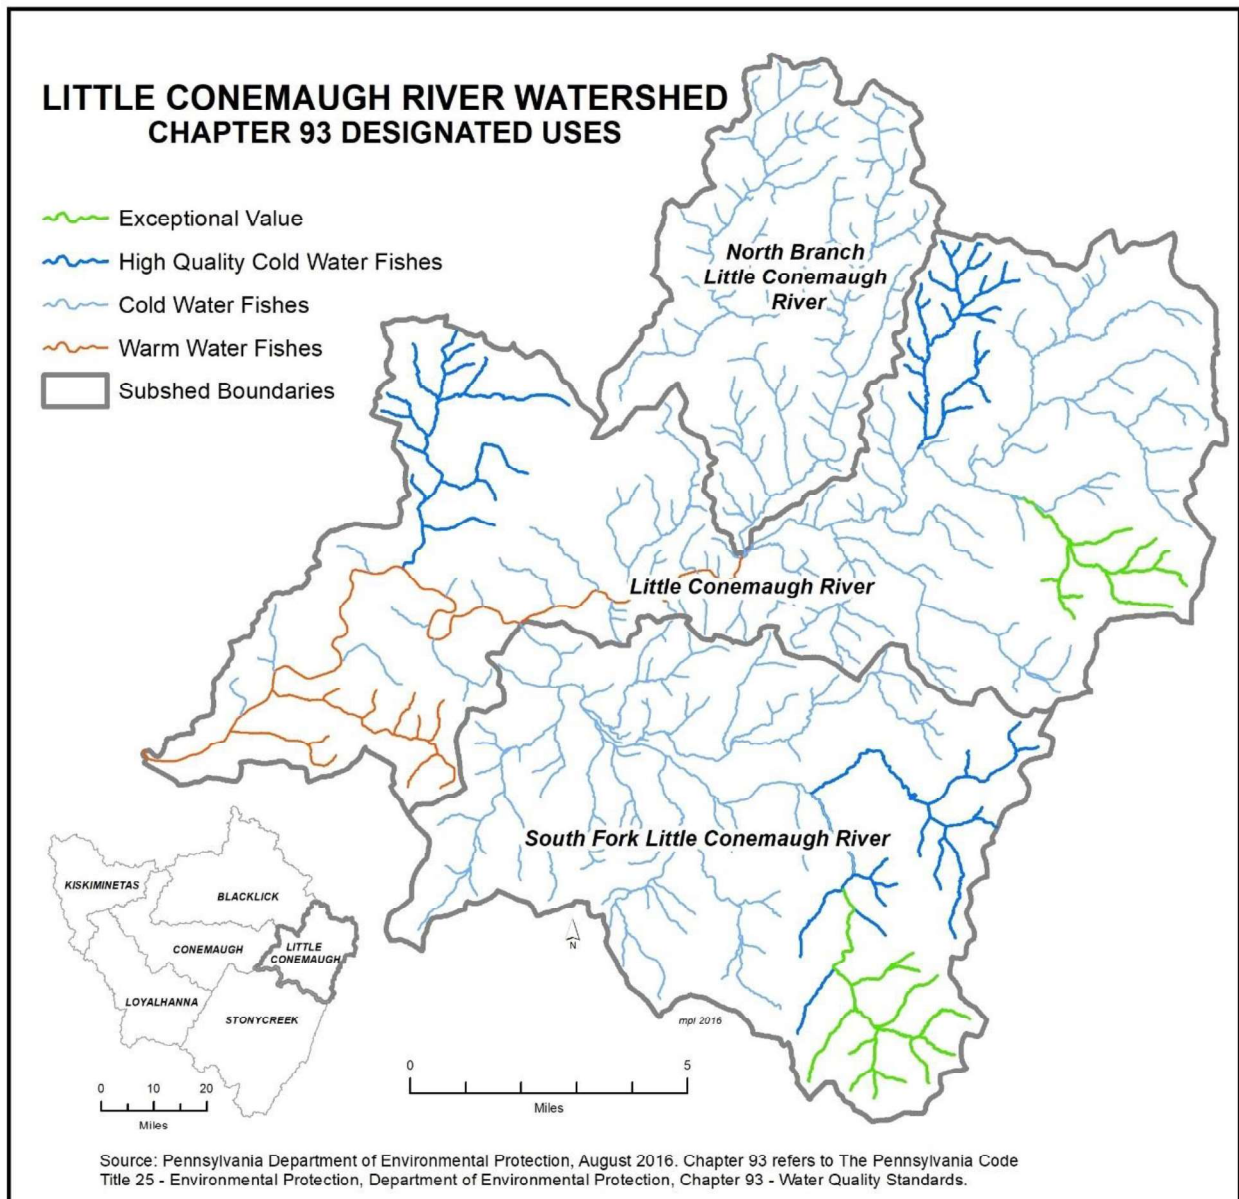 LITTLE CONEMAUGH RIVER WATERSHED
CHAPTER 93 DESIGNATED USES
Exceptional Value
High Quality Cold Water Fishes
Cold Water Fishes
Warm Water Fishes
Subshed Boundaries
North Branch
Little Conemaugh
River
Little Conemaugh River
South Fork Little Conemaugh River
KISKIMINETAS
BLACKLICK
CONEMAUGH
LITTLE
CONEMAUGH
LOYALHANNA
STONYCREEK
N
mpl 2016
0 5
Miles
0 10 20
Miles
Source: Pennsylvania Department of Environmental Protection, August 2016. Chapter 93 refers to The Pennsylvania Code
Title 25 - Environmental Protection, Department of Environmental Protection, Chapter 93 - Water Quality Standards.